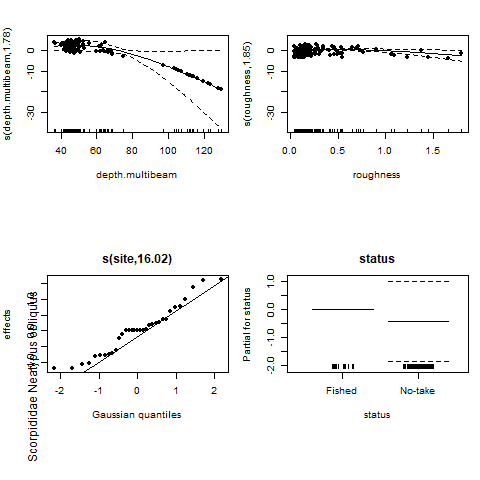 s(depth.multibeam,1.78)
0
-10
-30
40
60
80
100
120
depth.multibeam
s(roughness,1.85)
0
-10
-30
0.0
0.5
1.0
1.5
roughness
s(site,16.02)
effects
Scorpididae Neatypus obliquus
-2
-1
0
1
2
Gaussian quantiles
status
Partial for status
1.0
0.0
-1.0
-2.0
Fished
No-take
status